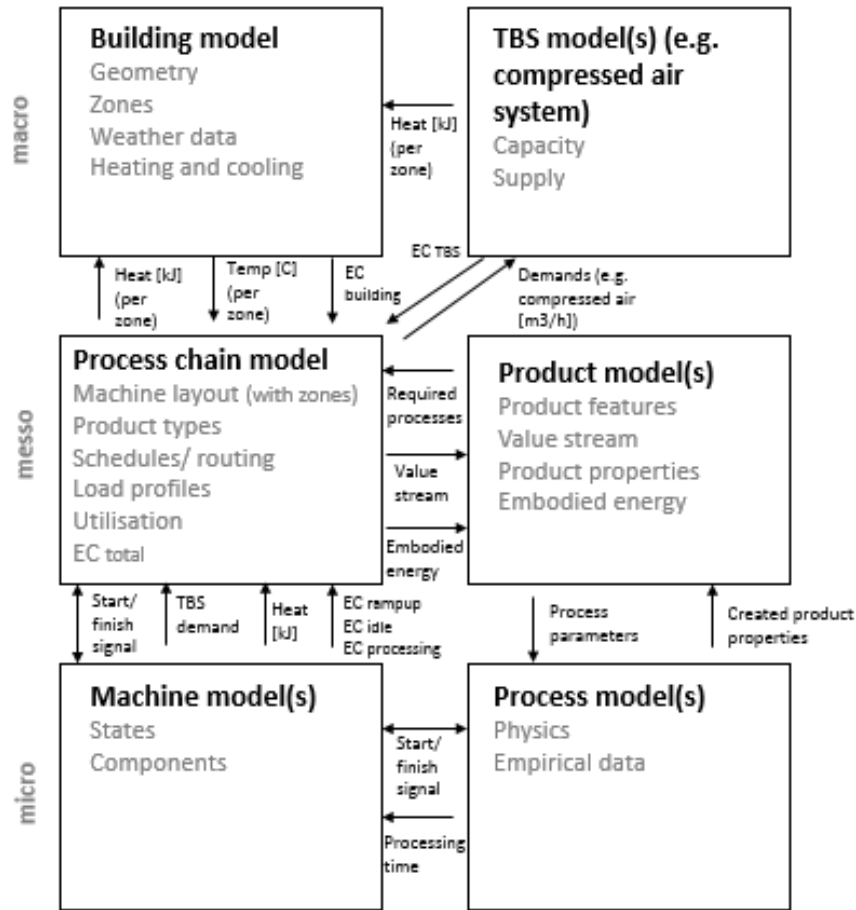 macro
Building model
Geometry
Zones
Weather data
Heating and cooling
Heat [kJ]
(per
zone)
TBS model(s) (e.g.
compressed air
system)
Capacity
Supply
Heat [kJ]
(per
zone)
Temp [C]
(per
zone)
EC
building
EC TBS
Demands (e.g.
compressed air
[m3/h])
messo
Process chain model
Machine layout (with zones)
Product types
Schedules/ routing
Load profiles
Utilisation
EC total
Required
processes
Value
stream
Embodied
energy
Product model(s)
Product features
Value stream
Product properties
Embodied energy
Start/
finish
signal
TBS
demand
Heat
[kJ]
EC rampup
EC idle
EC processing
Process
parameters
Created product
properties
micro
Machine model(s)
States
Components
Start/
finish
signal
Processing
time
Process model(s)
Physics
Empirical data